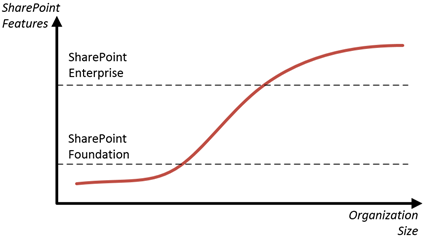 SharePoint
Features
SharePoint
Enterprise
SharePoint
Foundation
Organization
Size